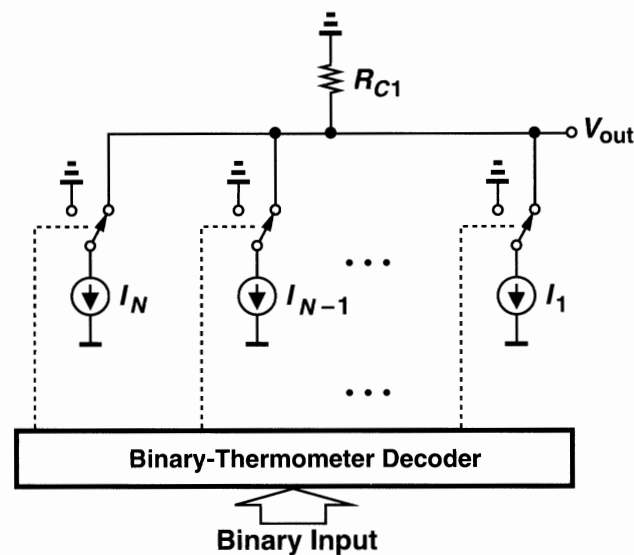 R_C1
V_out
I_N
I_N−1
I_1
• • •
• • •
Binary-Thermometer Decoder
Binary Input